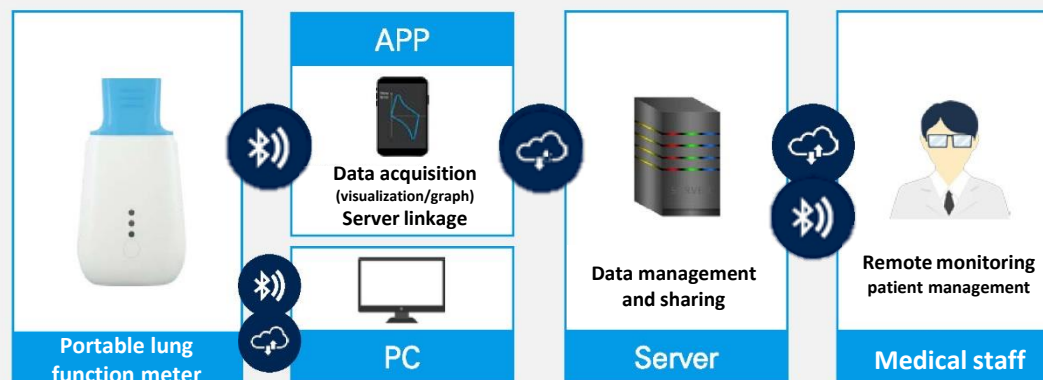 APP
Data acquisition
(visualization/graph)
Server linkage
Data management
and sharing
Remote monitoring
patient management
Portable lung
function meter
PC
Server
Medical staff